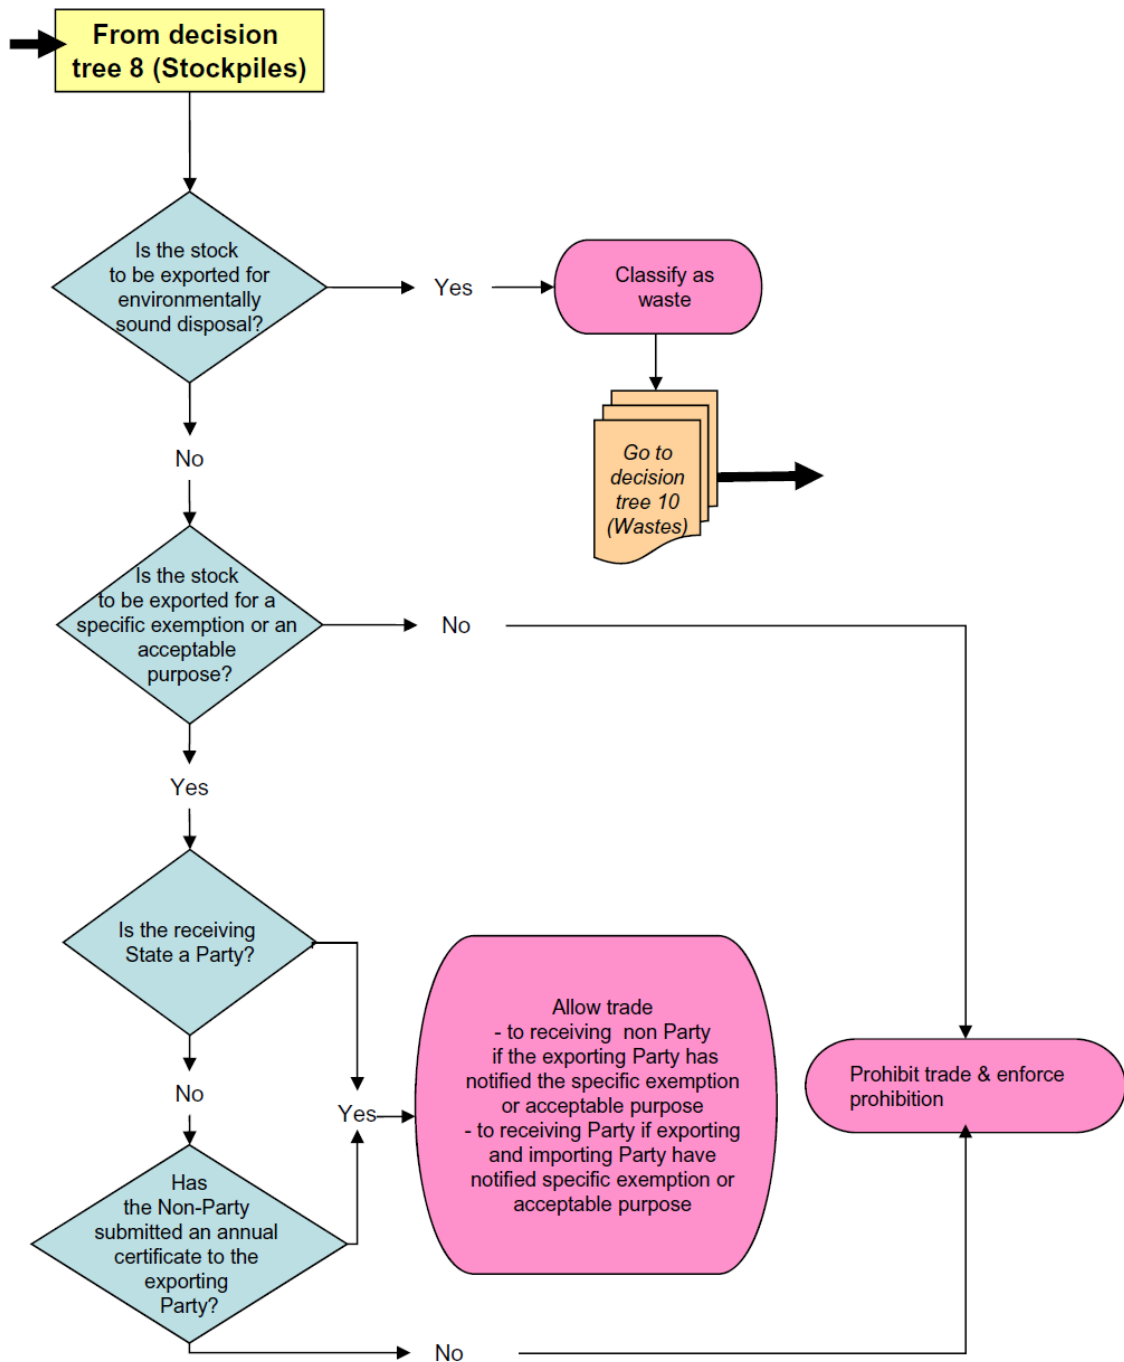 From decision
tree 8 (Stockpiles)
Is the stock
to be exported for
environmentally
sound disposal?
Yes
Classify as
waste
Go to
decision
tree 10
(Wastes)
No
Is the stock
to be exported for a
specific exemption or an
acceptable
purpose?
No
Yes
Is the receiving
State a Party?
No
Yes
Allow trade
- to receiving non Party
if the exporting Party has
notified the specific exemption
or acceptable purpose
- to receiving Party if exporting
and importing Party have
notified specific exemption or
acceptable purpose
Prohibit trade & enforce
prohibition
Has
the Non-Party
submitted an annual
certificate to the
exporting
Party?
No